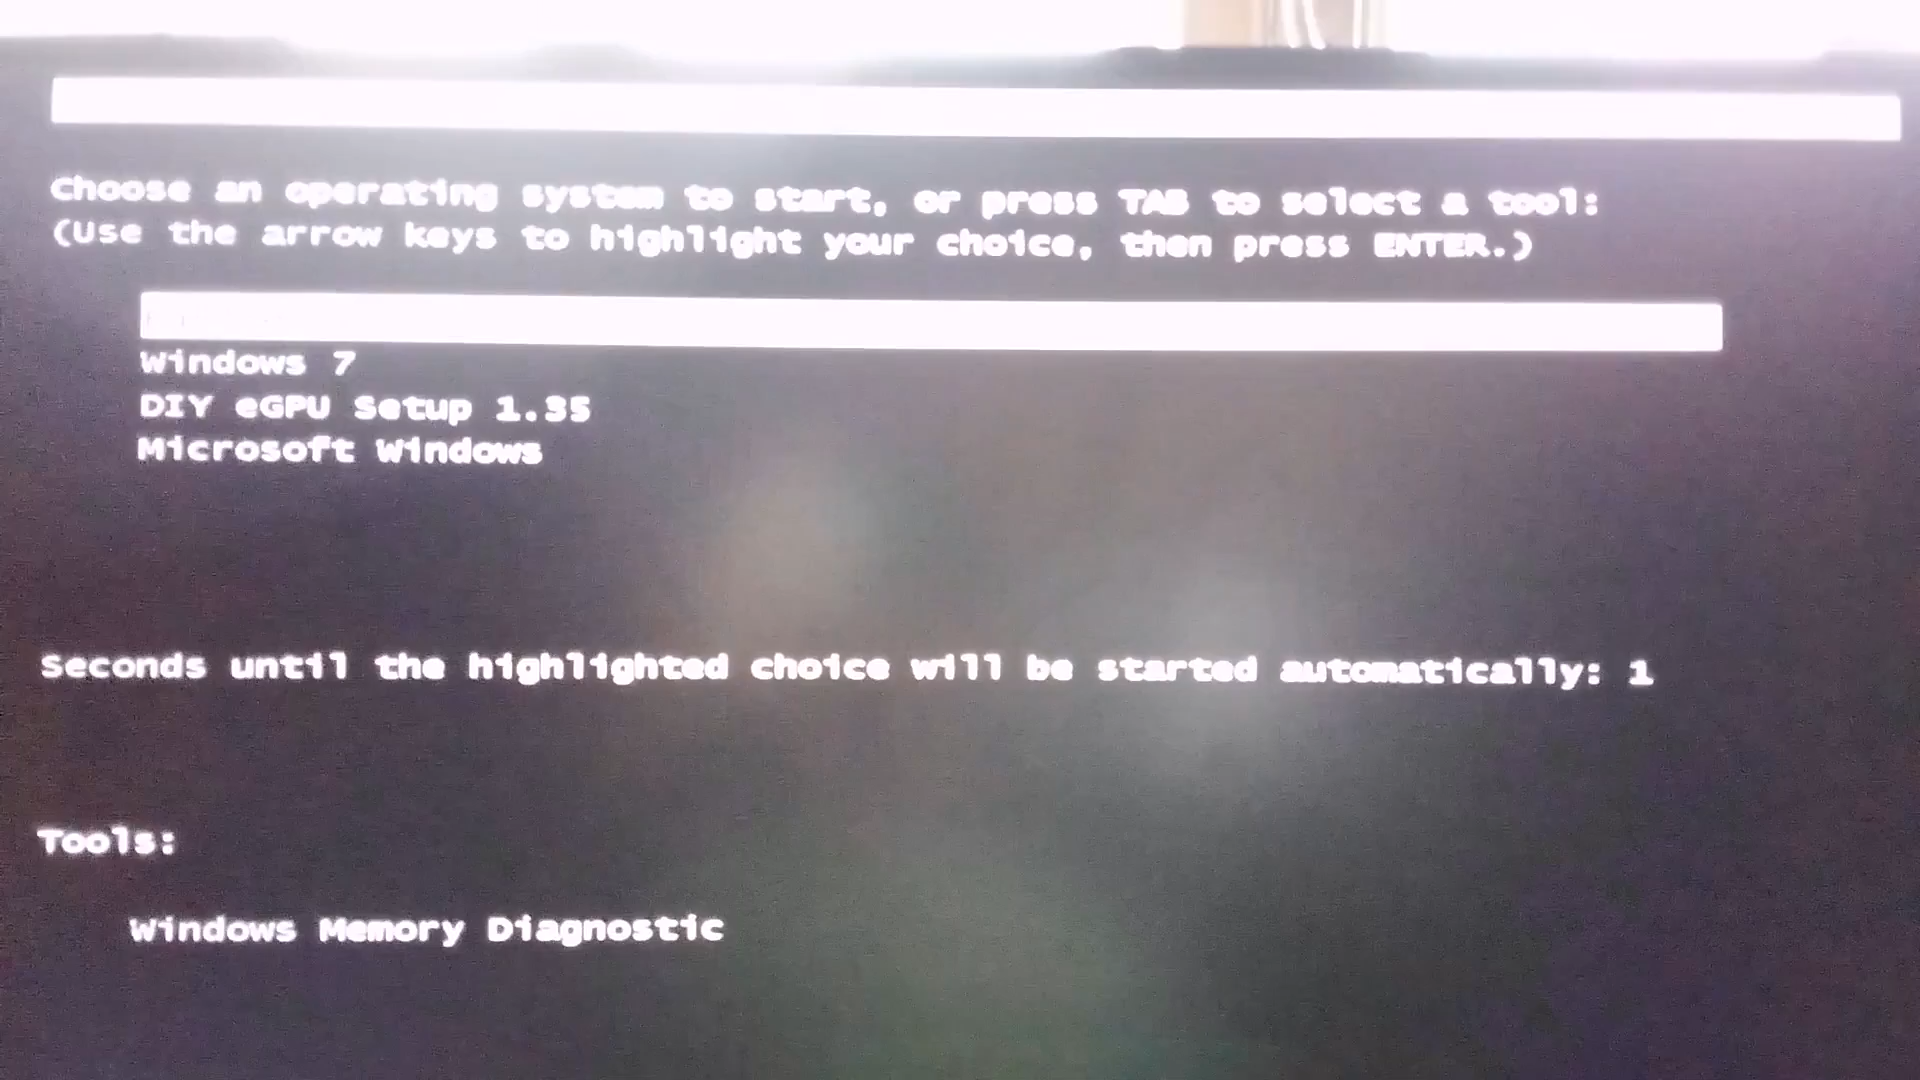 Choose an operating system to start, or press TAB to select a tool:
(Use the arrow keys to highlight your choice, then press ENTER.)
Windows 7
DIY eGPU Setup 1.35
Microsoft Windows
Seconds until the highlighted choice will be started automatically: 1
Tools:
Windows Memory Diagnostic